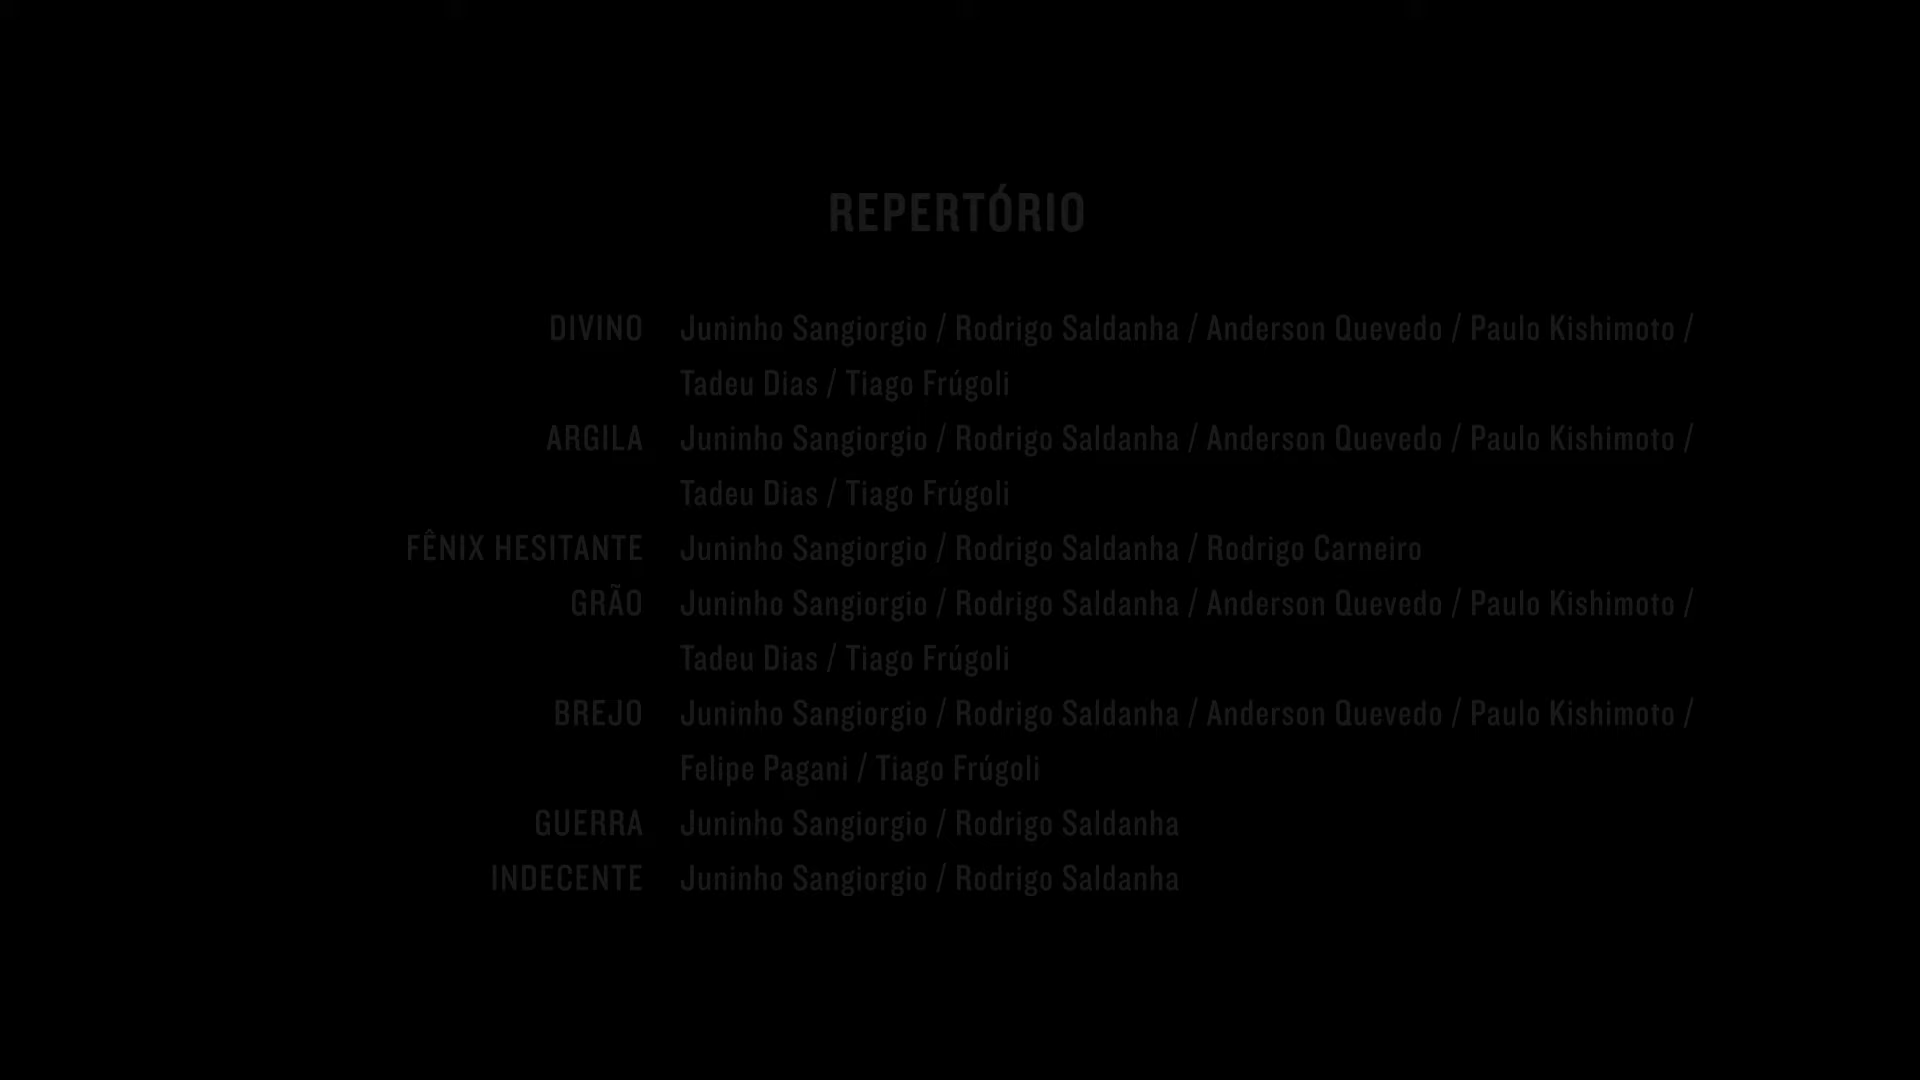 REPERTÓRIO
DIVINO Juninho Sangiorgio / Rodrigo Saldanha / Anderson Quevedo / Paulo Kishimoto /
Tadeu Dias / Tiago Frúgoli
ARGILA Juninho Sangiorgio / Rodrigo Saldanha / Anderson Quevedo / Paulo Kishimoto /
Tadeu Dias / Tiago Frúgoli
FÊNIX HESITANTE Juninho Sangiorgio / Rodrigo Saldanha / Rodrigo Carneiro
GRÃO Juninho Sangiorgio / Rodrigo Saldanha / Anderson Quevedo / Paulo Kishimoto /
Tadeu Dias / Tiago Frúgoli
BREJO Juninho Sangiorgio / Rodrigo Saldanha / Anderson Quevedo / Paulo Kishimoto /
Felipe Pagani / Tiago Frúgoli
GUERRA Juninho Sangiorgio / Rodrigo Saldanha
INDECENTE Juninho Sangiorgio / Rodrigo Saldanha